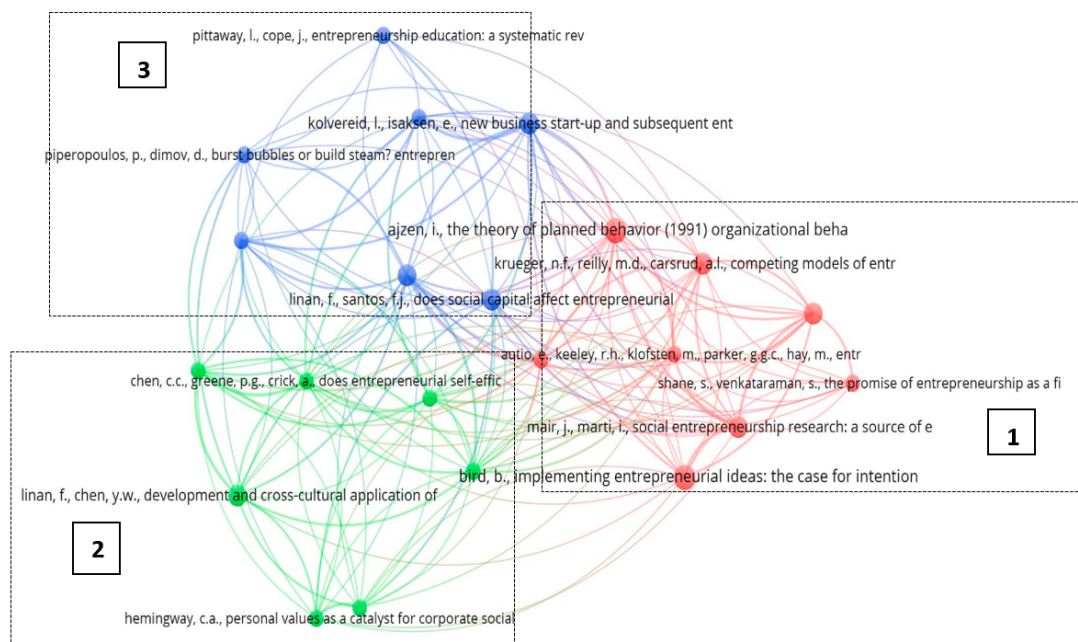 pittaway, l., cope, j., entrepreneurship education: a systematic rev
3
kolvereid, l., isaksen, e., new business start-up and subsequent ent
piperopoulos, p., dimov, d., burst bubbles or build steam? entrepren
ajzen, i., the theory of planned behavior (1991) organizational beha
krueger, n.f., reilly, m.d., carsrud, a.l., competing models of entr
linan, f., santos, f.j., does social capital affect entrepreneurial
autio, e., keeley, r.h., klofsten, m., parker, g.g.c., hay, m., entr
chen, c.c., greene, p.g., crick, a., does entrepreneurial self-effic
shane, s., venkataraman, s., the promise of entrepreneurship as a fi
mair, j., marti, i., social entrepreneurship research: a source of e
1
bird, b., implementing entrepreneurial ideas: the case for intention
linan, f., chen, y.w., development and cross-cultural application of
2
hemingway, c.a., personal values as a catalyst for corporate social